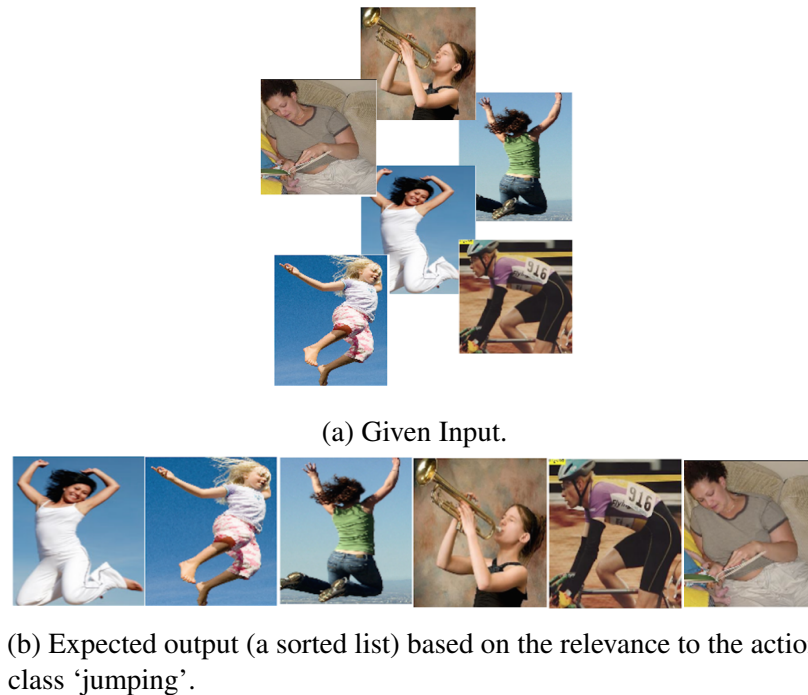 916
(a) Given Input.
916
(b) Expected output (a sorted list) based on the relevance to the actio
class ‘jumping’.